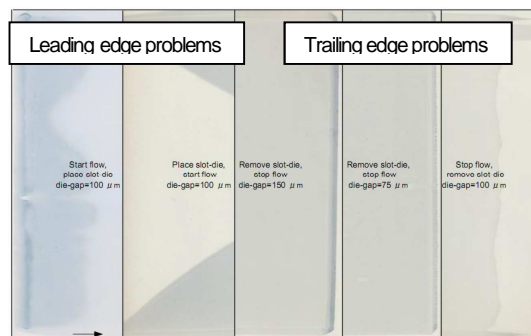 Leading edge problems
Trailing edge problems
Start flow,
place slot die
die-gap=100 μm
Place slot-die,
start flow
die-gap=100 μm
Remove slot-die,
stop flow
die-gap=150 μm
Remove slot-die,
stop flow
die-gap=75 μm
Stop flow,
remove slot die
die-gap=100 μm